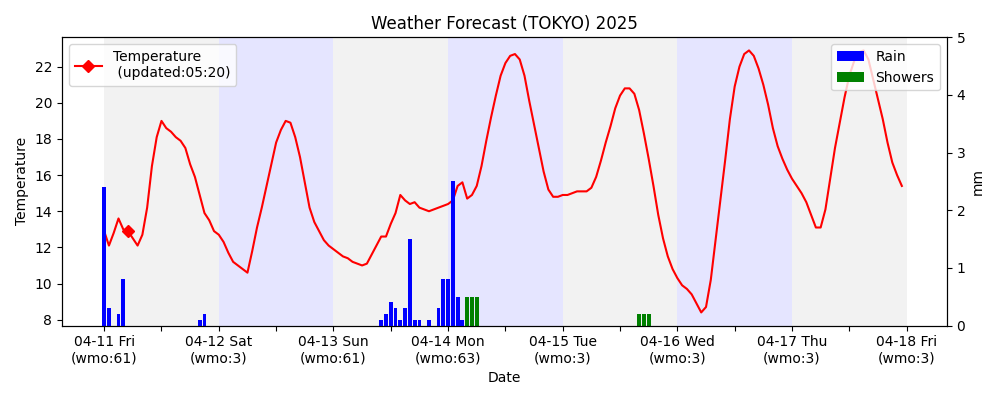 Weather Forecast (TOKYO) 2025
Temperature
(updated:05:20)
Rain
Showers
Temperature
22
20
18
16
14
12
10
8
5
4
3
2
1
0
mm
04-11 Fri
(wmo:61)
04-12 Sat
(wmo:3)
04-13 Sun
(wmo:61)
04-14 Mon
(wmo:63)
04-15 Tue
(wmo:3)
04-16 Wed
(wmo:3)
04-17 Thu
(wmo:3)
04-18 Fri
(wmo:3)
Date